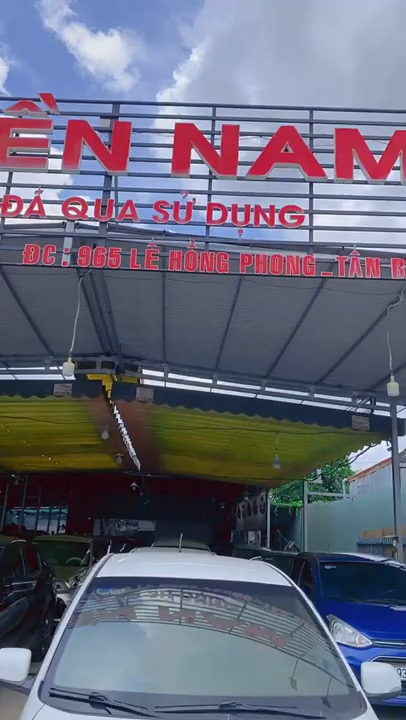 ỀN NAM
ĐÃ QUA SỬ DỤNG
ĐC : 965 LÊ HỒNG PHONG _ TÂN B